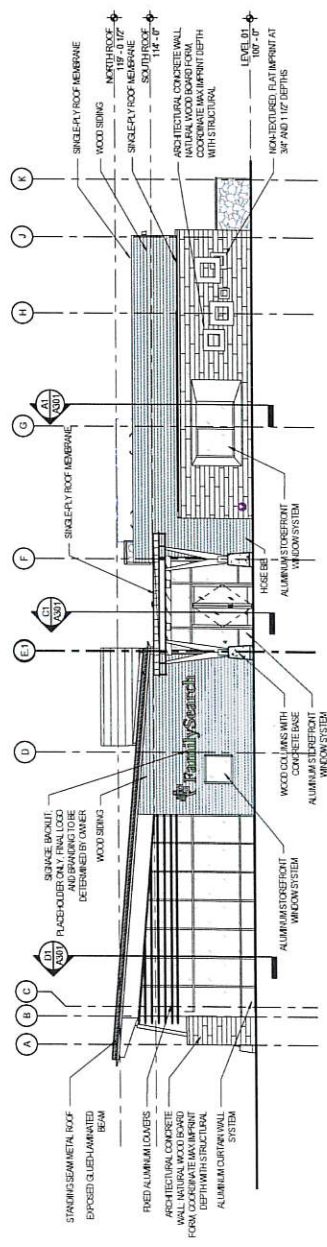 A
B
C
D
E.1
F
G
H
J
K
D1
A301
C1
A301
A1
A301
STANDING SEAM METAL ROOF
EXPOSED GLUED-LAMINATED
BEAM
FIXED ALUMINUM LOUVERS
ARCHITECTURAL CONCRETE
WALL: NATURAL WOOD BOARD
FORM, COORDINATE MAX IMPRINT
DEPTH WITH STRUCTURAL
ALUMINUM CURTAIN WALL
SYSTEM
SIGNAGE, BACKLIT,
PLACEHOLDER ONLY, FINAL LOGO
AND BRANDING TO BE
DETERMINED BY OWNER
WOOD SIDING
FamilySearch
ALUMINUM STOREFRONT
WINDOW SYSTEM
WOOD COLUMNS WITH
CONCRETE BASE
ALUMINUM STOREFRONT
WINDOW SYSTEM
SINGLE-PLY ROOF MEMBRANE
HOSE BIB
ALUMINUM STOREFRONT
WINDOW SYSTEM
SINGLE-PLY ROOF MEMBRANE
WOOD SIDING
SINGLE-PLY ROOF MEMBRANE
NORTH ROOF
119' - 0 1/2"
SOUTH ROOF
114' - 0"
ARCHITECTURAL CONCRETE WALL:
NATURAL WOOD BOARD FORM,
COORDINATE MAX IMPRINT DEPTH
WITH STRUCTURAL
LEVEL 01
100' - 0"
NON-TEXTURED, FLAT IMPRINT AT
3/4" AND 1 1/2" DEPTHS